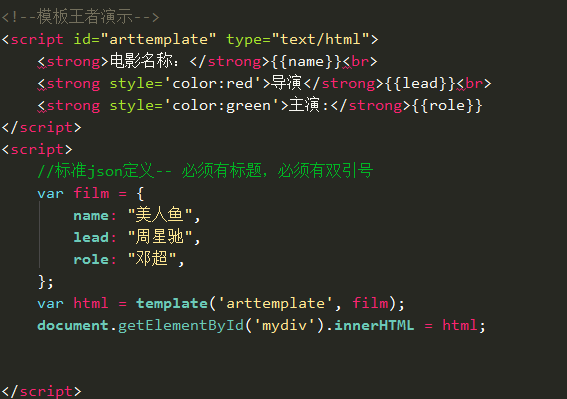 <!--模板王者演示-->
<script id="arttemplate" type="text/html">
<strong>电影名称：</strong>{{name}}<br>
<strong style='color:red'>导演</strong>{{lead}}<br>
<strong style='color:green'>主演:</strong>{{role}}
</script>
<script>
//标准json定义-- 必须有标题，必须有双引号
var film = {
name: "美人鱼",
lead: "周星驰",
role: "邓超",
};
var html = template('arttemplate', film);
document.getElementById('mydiv').innerHTML = html;
</script>